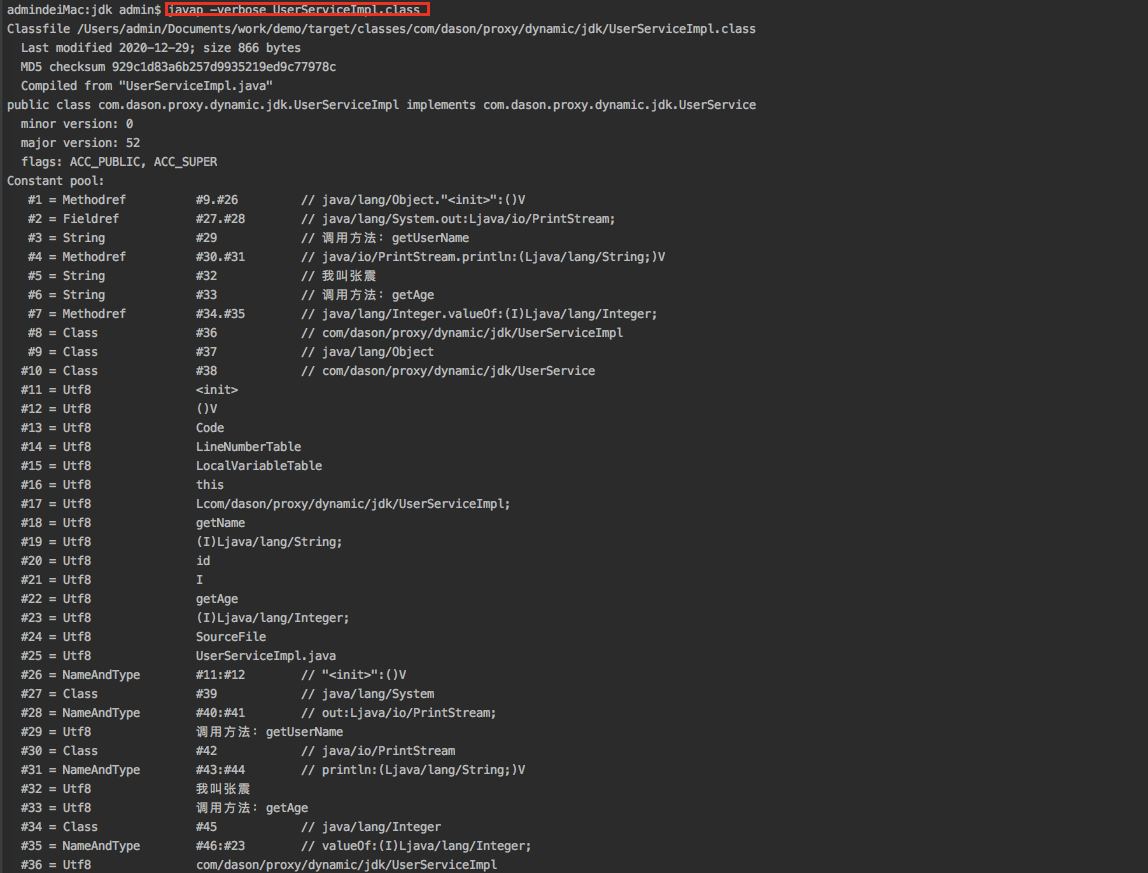 admindeiMac:jdk admin$ javap -verbose UserServiceImpl.class
Classfile /Users/admin/Documents/work/demo/target/classes/com/dason/proxy/dynamic/jdk/UserServiceImpl.class
  Last modified 2020-12-29; size 866 bytes
  MD5 checksum 929c1d83a6b257d9935219ed9c77978c
  Compiled from "UserServiceImpl.java"
public class com.dason.proxy.dynamic.jdk.UserServiceImpl implements com.dason.proxy.dynamic.jdk.UserService
  minor version: 0
  major version: 52
  flags: ACC_PUBLIC, ACC_SUPER
Constant pool:
   #1 = Methodref          #9.#26         // java/lang/Object."<init>":()V
   #2 = Fieldref           #27.#28        // java/lang/System.out:Ljava/io/PrintStream;
   #3 = String             #29            // 调用方法：getUserName
   #4 = Methodref          #30.#31        // java/io/PrintStream.println:(Ljava/lang/String;)V
   #5 = String             #32            // 我叫张震
   #6 = String             #33            // 调用方法：getAge
   #7 = Methodref          #34.#35        // java/lang/Integer.valueOf:(I)Ljava/lang/Integer;
   #8 = Class              #36            // com/dason/proxy/dynamic/jdk/UserServiceImpl
   #9 = Class              #37            // java/lang/Object
  #10 = Class              #38            // com/dason/proxy/dynamic/jdk/UserService
  #11 = Utf8               <init>
  #12 = Utf8               ()V
  #13 = Utf8               Code
  #14 = Utf8               LineNumberTable
  #15 = Utf8               LocalVariableTable
  #16 = Utf8               this
  #17 = Utf8               Lcom/dason/proxy/dynamic/jdk/UserServiceImpl;
  #18 = Utf8               getName
  #19 = Utf8               (I)Ljava/lang/String;
  #20 = Utf8               id
  #21 = Utf8               I
  #22 = Utf8               getAge
  #23 = Utf8               (I)Ljava/lang/Integer;
  #24 = Utf8               SourceFile
  #25 = Utf8               UserServiceImpl.java
  #26 = NameAndType        #11:#12        // "<init>":()V
  #27 = Class              #39            // java/lang/System
  #28 = NameAndType        #40:#41        // out:Ljava/io/PrintStream;
  #29 = Utf8               调用方法：getUserName
  #30 = Class              #42            // java/io/PrintStream
  #31 = NameAndType        #43:#44        // println:(Ljava/lang/String;)V
  #32 = Utf8               我叫张震
  #33 = Utf8               调用方法：getAge
  #34 = Class              #45            // java/lang/Integer
  #35 = NameAndType        #46:#23        // valueOf:(I)Ljava/lang/Integer;
  #36 = Utf8               com/dason/proxy/dynamic/jdk/UserServiceImpl